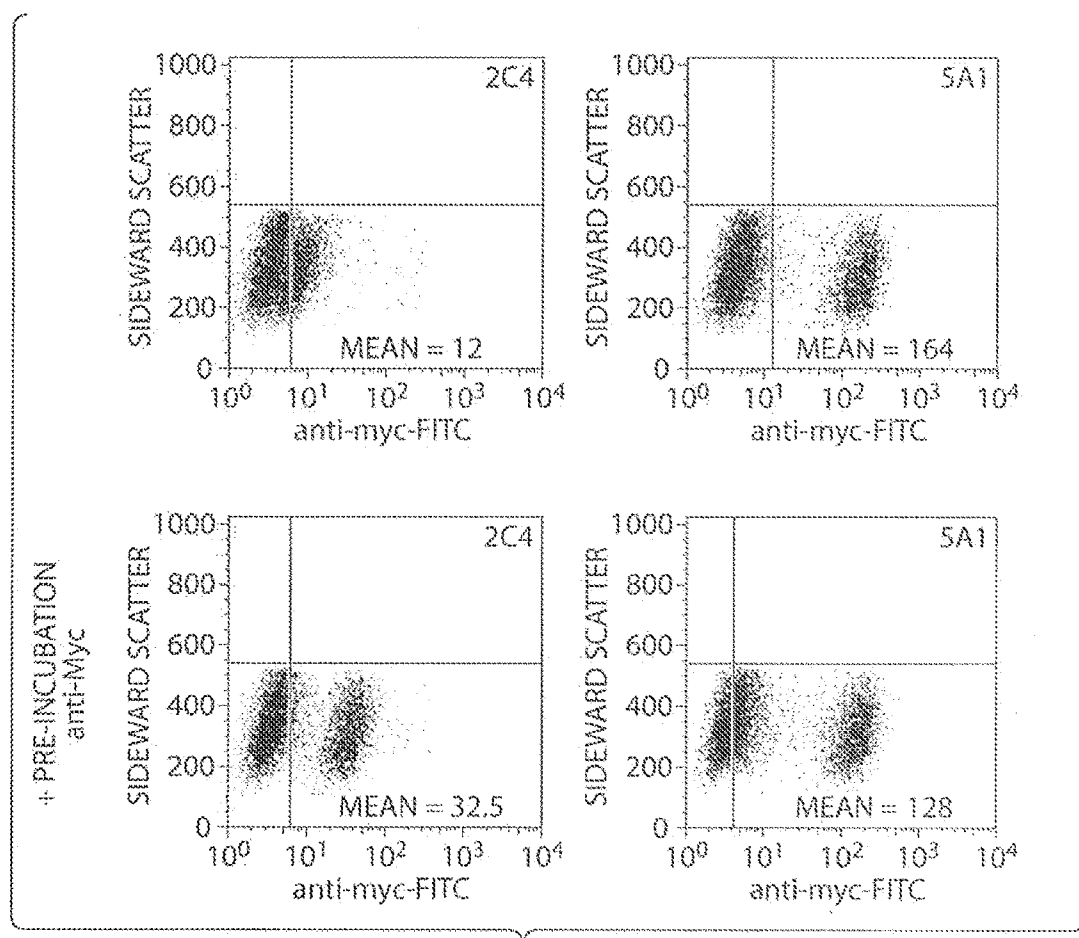 1000
800
600
400
200
0
SIDEWARD SCATTER
2C4
MEAN = 12
10⁰ 10¹ 10² 10³ 10⁴
anti-myc-FITC
1000
800
600
400
200
0
SIDEWARD SCATTER
5A1
MEAN = 164
10⁰ 10¹ 10² 10³ 10⁴
anti-myc-FITC
+ PRE-INCUBATION
anti-Myc
1000
800
600
400
200
0
SIDEWARD SCATTER
2C4
MEAN = 32.5
10⁰ 10¹ 10² 10³ 10⁴
anti-myc-FITC
1000
800
600
400
200
0
SIDEWARD SCATTER
5A1
MEAN = 128
10⁰ 10¹ 10² 10³ 10⁴
anti-myc-FITC